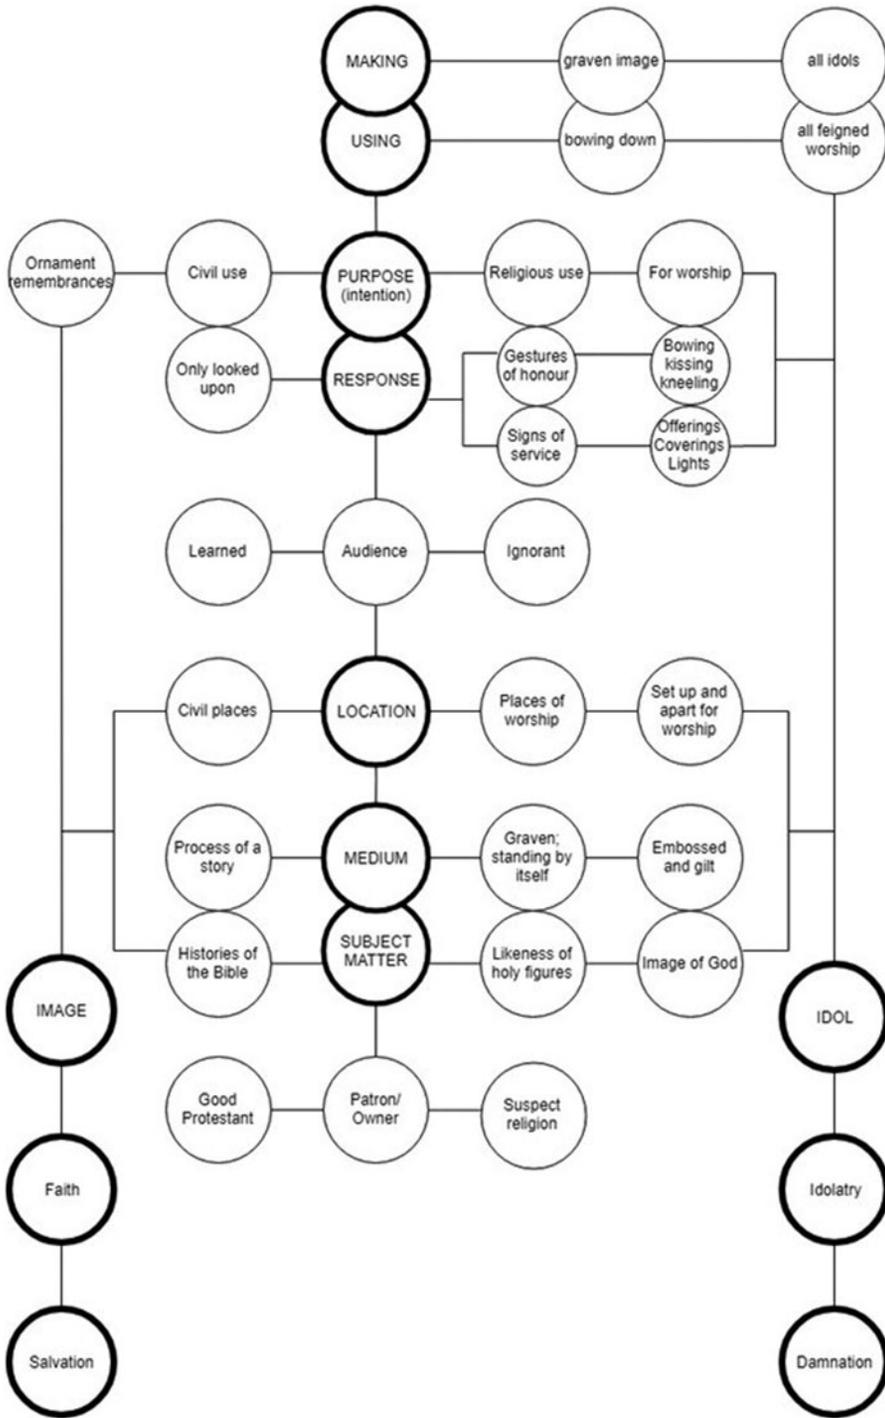 MAKING
graven image
all idols
USING
bowing down
all feigned
worship
Ornament
remembrances
Civil use
PURPOSE
(intention)
Religious use
For worship
Only looked
upon
RESPONSE
Gestures
of honour
Bowing
kissing
kneeling
Signs of
service
Offerings
Coverings
Lights
Learned
Audience
Ignorant
Civil places
LOCATION
Places of
worship
Set up and
apart for
worship
Process of a
story
MEDIUM
Graven;
standing by
itself
Embossed
and gilt
Histories of
the Bible
SUBJECT
MATTER
Likeness of
holy figures
Image of God
IMAGE
IDOL
Good
Protestant
Patron/
Owner
Suspect
religion
Faith
Idolatry
Salvation
Damnation